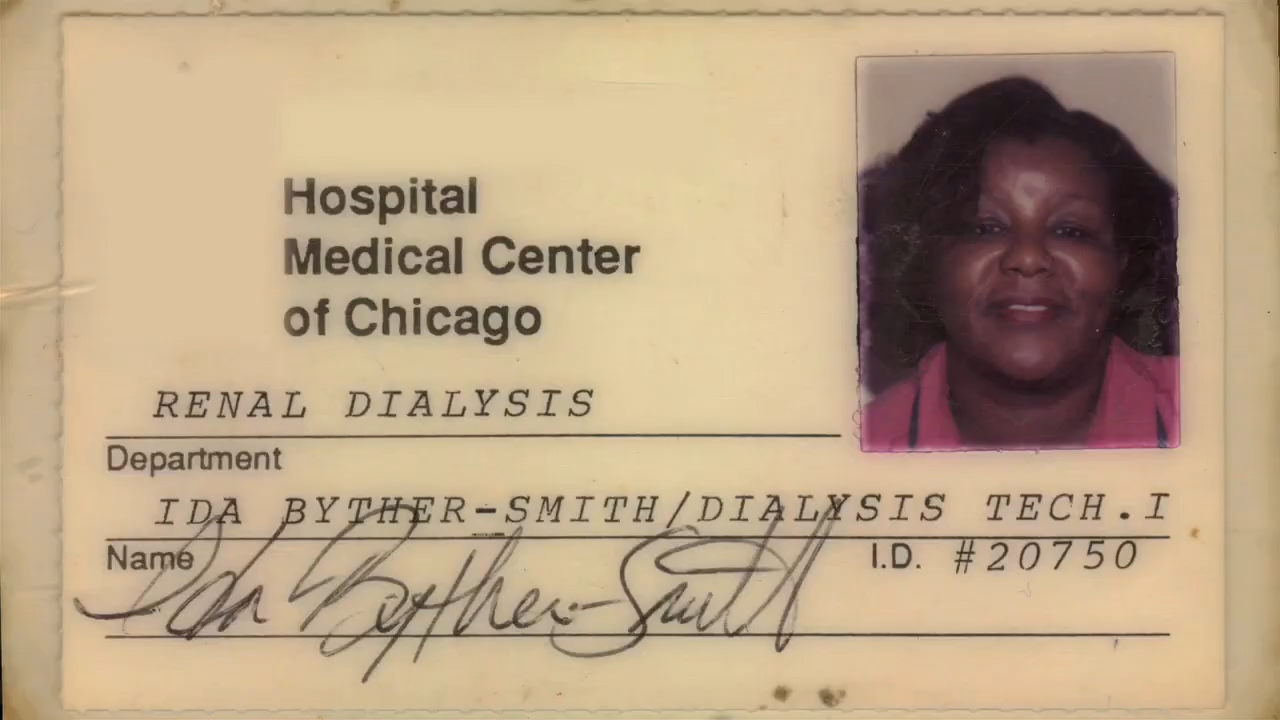 Hospital
Medical Center
of Chicago
RENAL DIALYSIS
Department
IDA BYTHER-SMITH/DIALYSIS TECH.I
Name I.D. #20750
Ida Byther-Smith